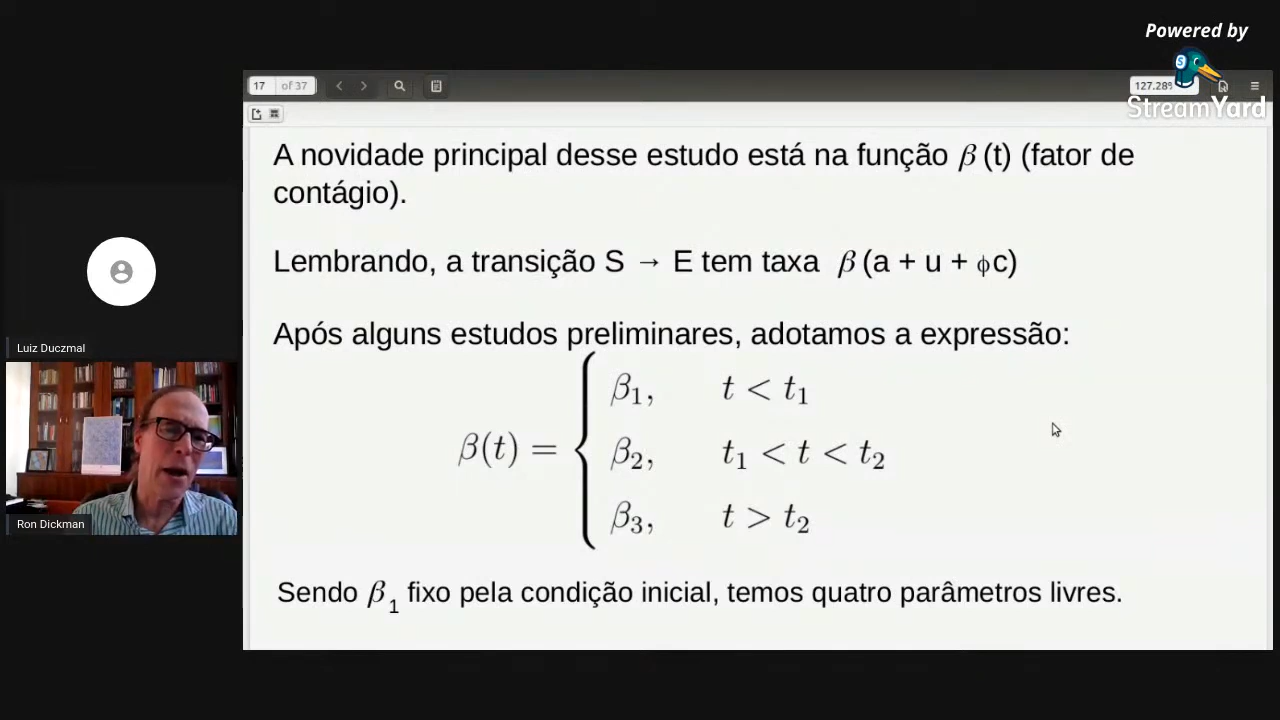 Powered by
StreamYard
17 of 37
127.28%
A novidade principal desse estudo está na função β (t) (fator de
contágio).
Lembrando, a transição S → E tem taxa β (a + u + ϕc)
Após alguns estudos preliminares, adotamos a expressão:
β(t) = { β₁, t < t₁
β₂, t₁ < t < t₂
β₃, t > t₂
Sendo β₁ fixo pela condição inicial, temos quatro parâmetros livres.
Luiz Duczmal
Ron Dickman